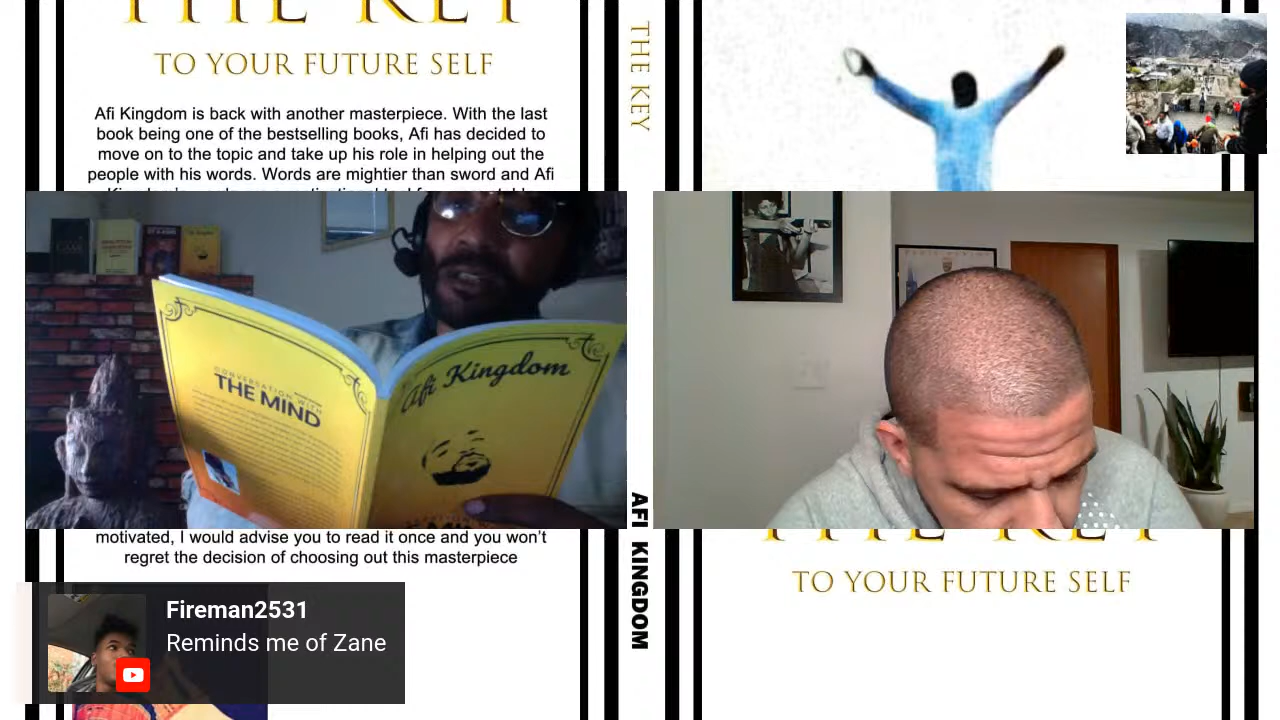 THE KEY
TO YOUR FUTURE SELF
Afi Kingdom is back with another masterpiece. With the last
book being one of the bestselling books, Afi has decided to
move on to the topic and take up his role in helping out the
people with his words. Words are mightier than sword and Afi
motivated, I would advise you to read it once and you won't
regret the decision of choosing out this masterpiece
THE KEY
AFI KINGDOM
CONVERSATION WITH
THE MIND
Afi Kingdom
THE KEY
TO YOUR FUTURE SELF
Fireman2531
Reminds me of Zane